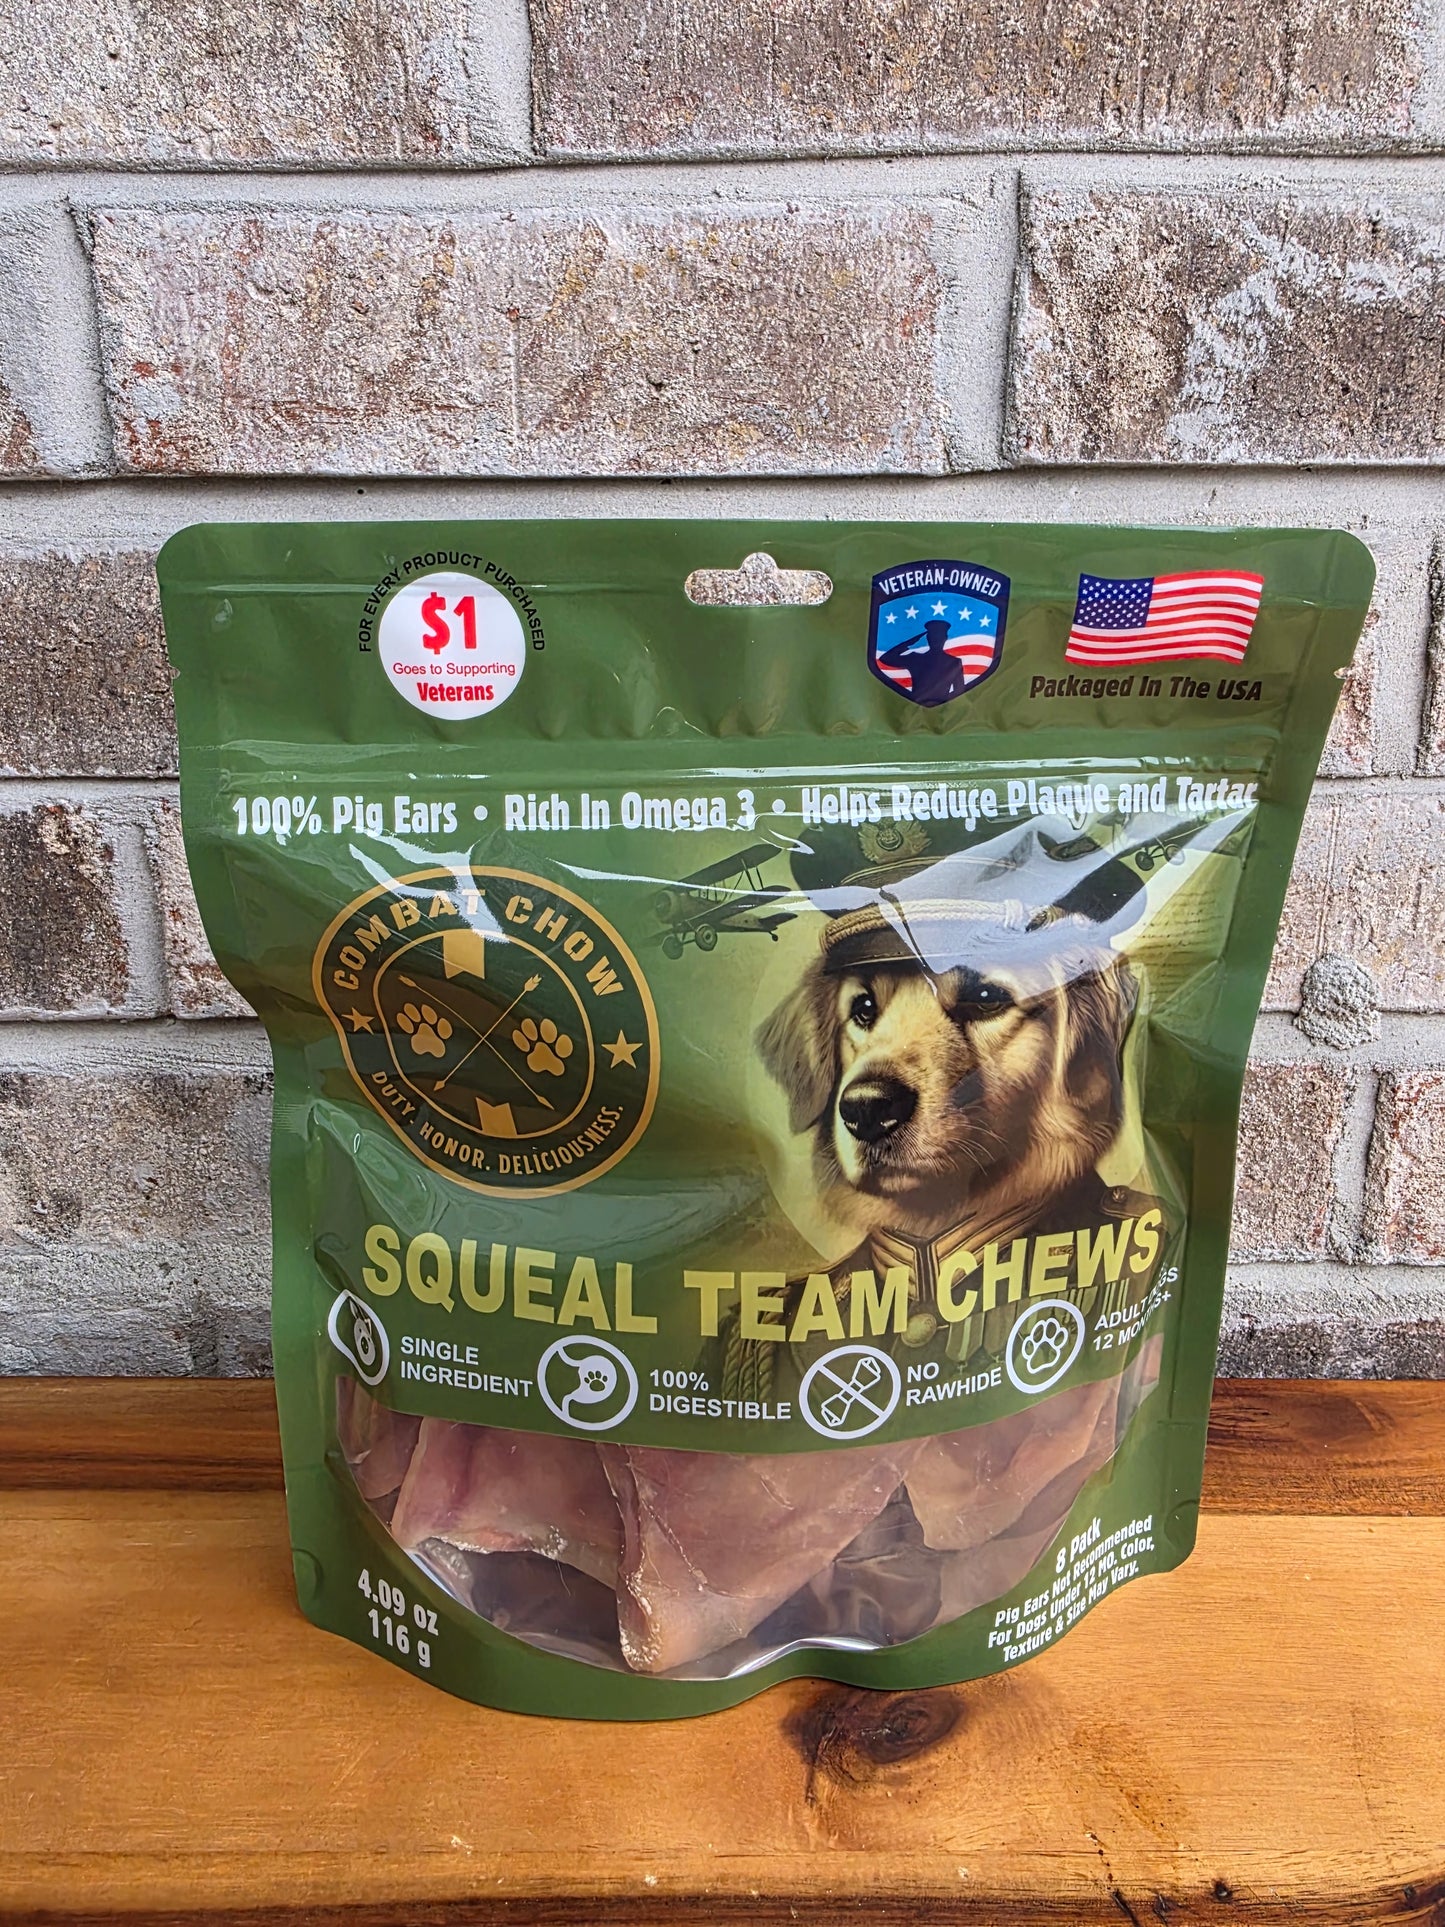 FOR EVERY PRODUCT PURCHASED
$1
Goes to Supporting
Veterans
VETERAN-OWNED
Packaged In The USA
100% Pig Ears • Rich In Omega 3 • Helps Reduce Plaque and Tartar
COMBAT CHOW
DUTY. HONOR. DELICIOUSNESS.
SQUEAL TEAM CHEWS
SINGLE
INGREDIENT
100%
DIGESTIBLE
NO
RAWHIDE
ADULT DOGS
12 MONTHS+
4.09 oz
116 g
8 Pack
Pig Ears Not Recommended
For Dogs Under 12 MO. Color,
Texture & Size May Vary.